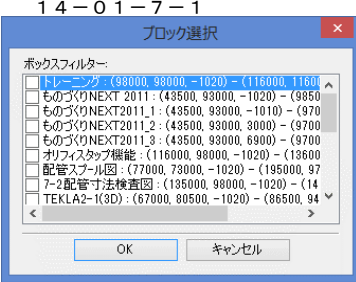 １４－０１－７－１
ブロック選択
ボックスフィルター:
トレーニング : (98000, 98000, -1020) - (116000, 1160
ものづくりNEXT 2011 : (43500, 93000, -1020) - (9850
ものづくりNEXT2011_1 : (43500, 93000, -1010) - (970
ものづくりNEXT2011_2 : (43500, 93000, 3000) - (9700
ものづくりNEXT2011_3 : (43500, 93000, 6900) - (9700
オリフィスタップ機能 : (116000, 98000, -1020) - (13600
配管スプール図 : (77000, 73000, -1020) - (195000, 97
7-2配管寸法検査図 : (135000, 98000, -1020) - (14
TEKLA2-1(3D) : (67000, 80500, -1020) - (86500, 94
OK
キャンセル